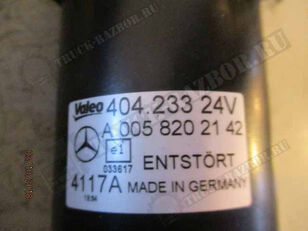 TRUCK-RAZBOR.RU
Valeo 404.233 24V
A 005 820 21 42
e1
033617
ENTSTÖRT
4117A MADE IN GERMANY